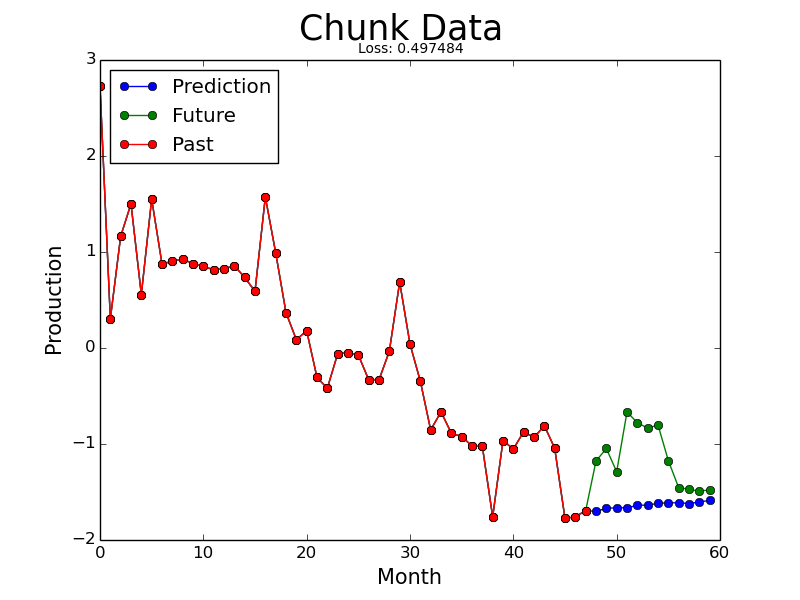 Chunk Data
Loss: 0.497484
Prediction
Future
Past
Production
3
2
1
0
−1
−2
0 10 20 30 40 50 60
Month